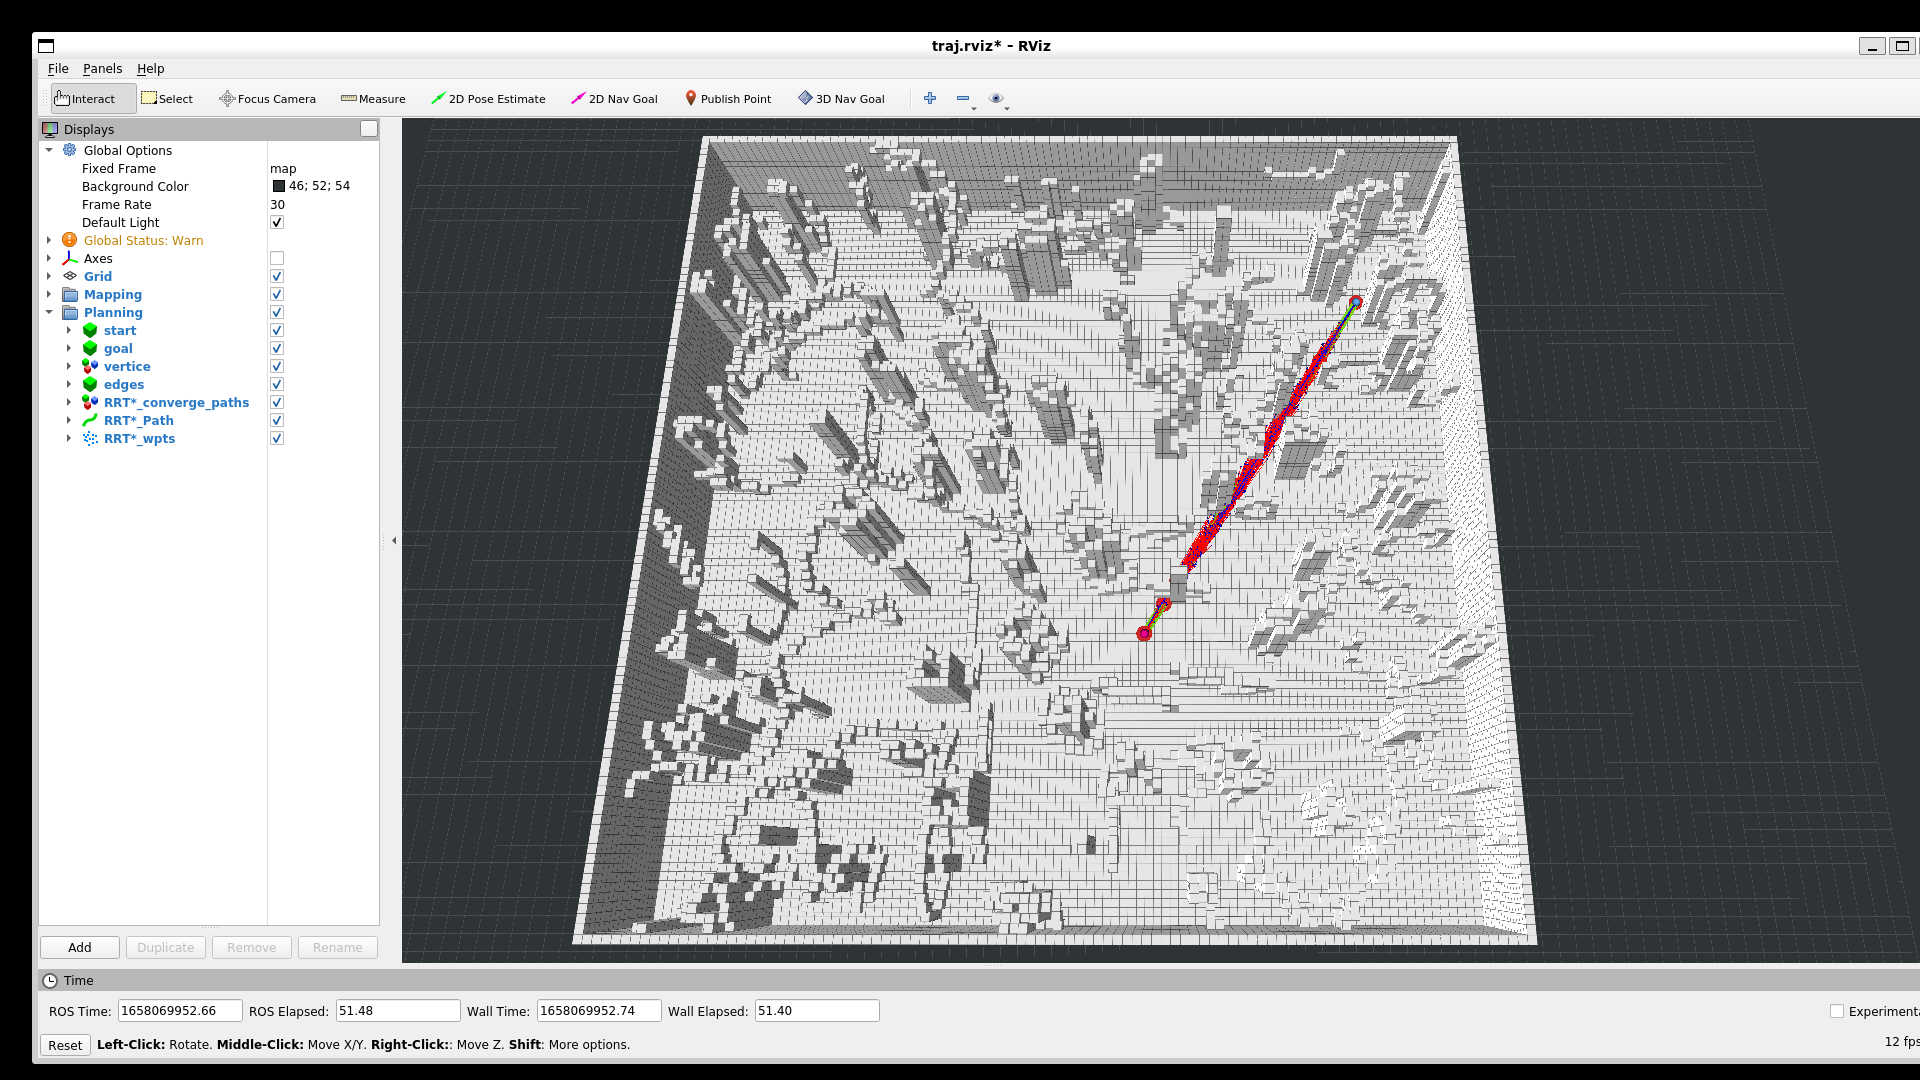 traj.rviz* - RViz
File Panels Help
Interact Select Focus Camera Measure 2D Pose Estimate 2D Nav Goal Publish Point 3D Nav Goal
Displays
Global Options
Fixed Frame map
Background Color 46; 52; 54
Frame Rate 30
Default Light
Global Status: Warn
Axes
Grid
Mapping
Planning
start
goal
vertice
edges
RRT*_converge_paths
RRT*_Path
RRT*_wpts
Add Duplicate Remove Rename
Time
ROS Time: 1658069952.66 ROS Elapsed: 51.48 Wall Time: 1658069952.74 Wall Elapsed: 51.40 Experimenta
Reset Left-Click: Rotate. Middle-Click: Move X/Y. Right-Click:: Move Z. Shift: More options. 12 fps